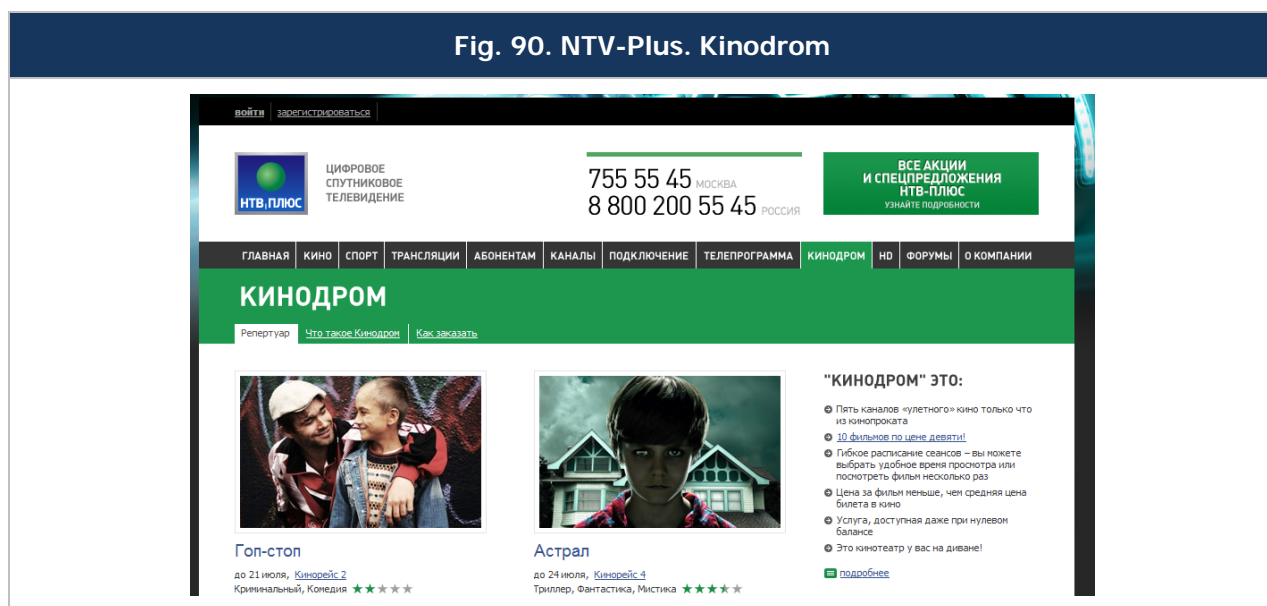 Fig. 90. NTV-Plus. Kinodrom
войти зарегистрироваться
НТВ ПЛЮС
ЦИФРОВОЕ
СПУТНИКОВОЕ
ТЕЛЕВИДЕНИЕ
755 55 45 МОСКВА
8 800 200 55 45 РОССИЯ
ВСЕ АКЦИИ
И СПЕЦПРЕДЛОЖЕНИЯ
НТВ-ПЛЮС
УЗНАЙТЕ ПОДРОБНОСТИ
ГЛАВНАЯ КИНО СПОРТ ТРАНСЛЯЦИИ АБОНЕНТАМ КАНАЛЫ ПОДКЛЮЧЕНИЕ ТЕЛЕПРОГРАММА КИНОДРОМ HD ФОРУМЫ О КОМПАНИИ
КИНОДРОМ
Репертуар Что такое Кинодром Как заказать
Гоп-стоп
до 21 июля, Кинорейс 2
Криминальный, Комедия
Астрал
до 24 июля, Кинорейс 4
Триллер, Фантастика, Мистика
"КИНОДРОМ" ЭТО:
Пять каналов «улетного» кино только что
из кинопроката
10 фильмов по цене девяти!
Гибкое расписание сеансов – вы можете
выбрать удобное время просмотра или
посмотреть фильм несколько раз
Цена за фильм меньше, чем средняя цена
билета в кино
Услуга, доступная даже при нулевом
балансе
Это кинотеатр у вас на диване!
подробнее